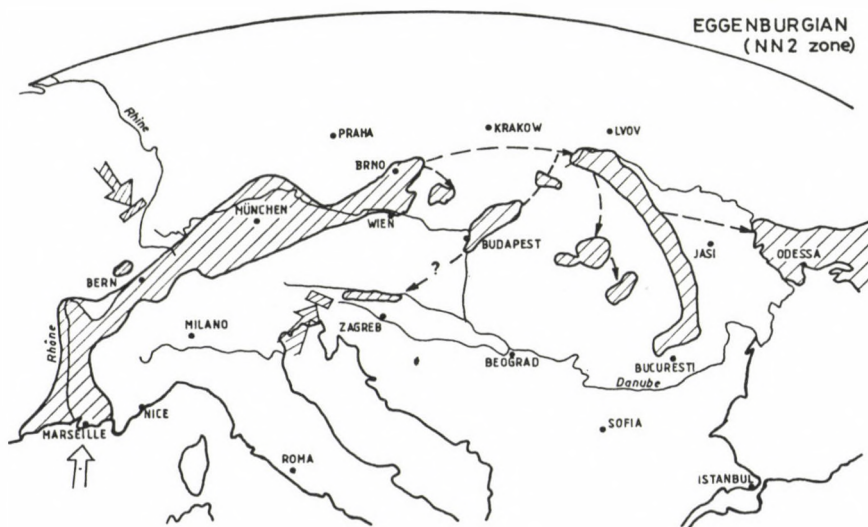 EGGENBURGIAN
(NN2 zone)
Rhine
PRAHA
KRAKOW
LVOV
BRNO
MÜNCHEN
WIEN
BUDAPEST
JASI
ODESSA
BERN
?
Rhône
MILANO
ZAGREB
BEOGRAD
BUCURESTI
Danube
NICE
MARSEILLE
SOFIA
ROMA
ISTANBUL